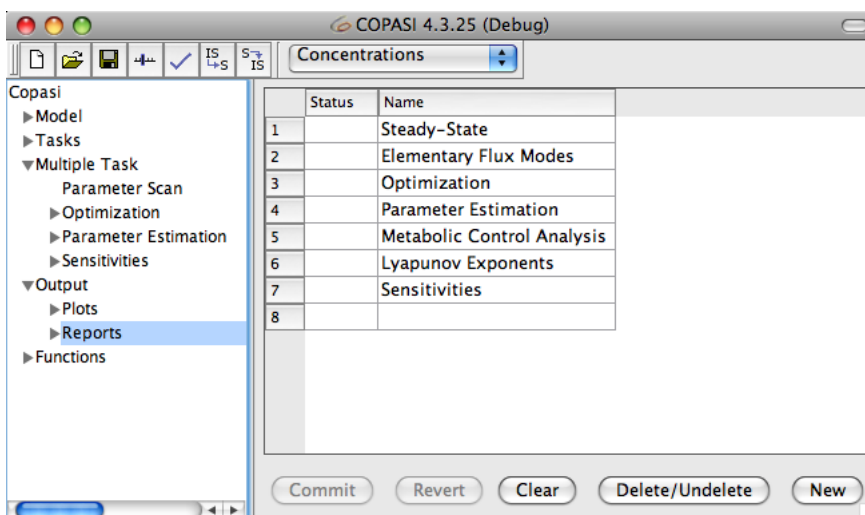 COPASI 4.3.25 (Debug)
IS S S IS Concentrations
Copasi
Model
Tasks
Multiple Task
Parameter Scan
Optimization
Parameter Estimation
Sensitivities
Output
Plots
Reports
Functions
Status Name
1 Steady-State
2 Elementary Flux Modes
3 Optimization
4 Parameter Estimation
5 Metabolic Control Analysis
6 Lyapunov Exponents
7 Sensitivities
8
Commit Revert Clear Delete/Undelete New